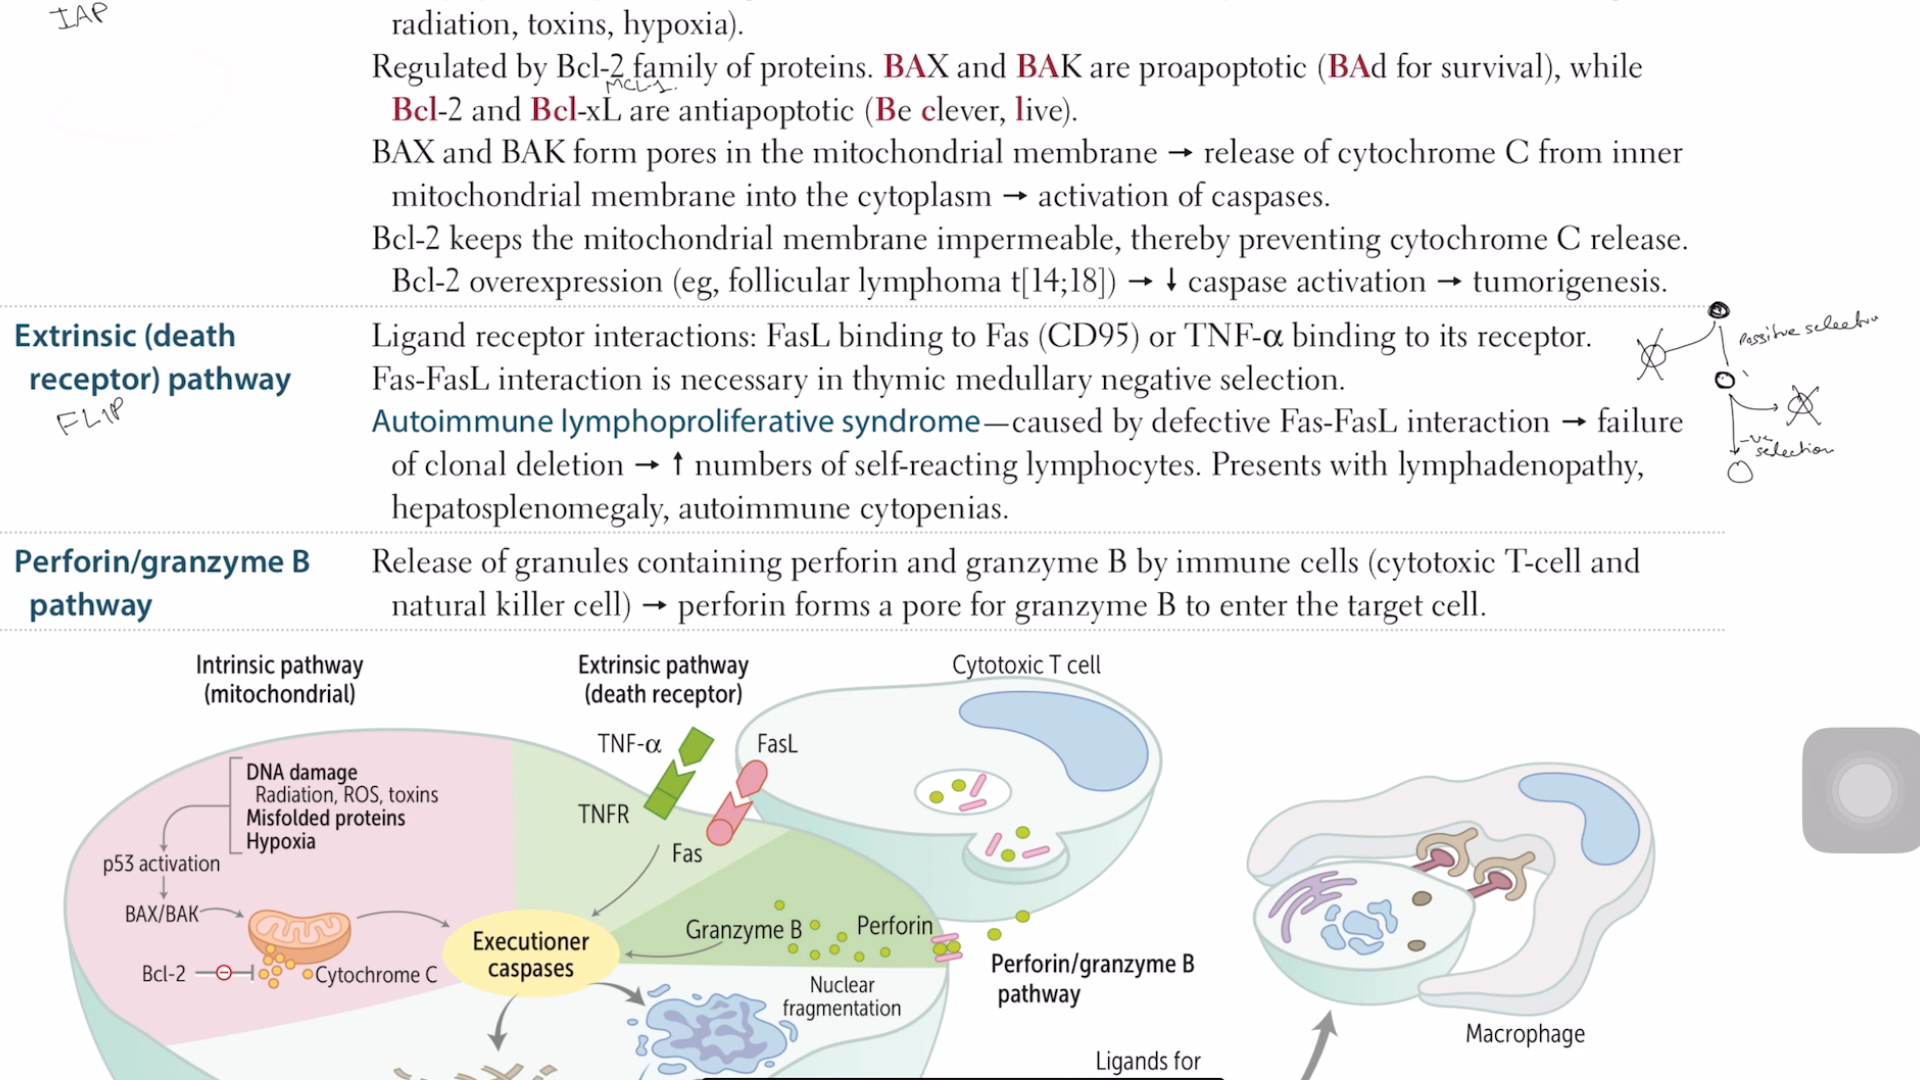 IAP
radiation, toxins, hypoxia).
Regulated by Bcl-2 family of proteins. BAX and BAK are proapoptotic (BAd for survival), while
MCL-1.
Bcl-2 and Bcl-xL are antiapoptotic (Be clever, live).
BAX and BAK form pores in the mitochondrial membrane → release of cytochrome C from inner
mitochondrial membrane into the cytoplasm → activation of caspases.
Bcl-2 keeps the mitochondrial membrane impermeable, thereby preventing cytochrome C release.
Bcl-2 overexpression (eg, follicular lymphoma t[14;18]) → ↓ caspase activation → tumorigenesis.
Extrinsic (death
receptor) pathway
FLIP
Ligand receptor interactions: FasL binding to Fas (CD95) or TNF-α binding to its receptor.
Fas-FasL interaction is necessary in thymic medullary negative selection.
Autoimmune lymphoproliferative syndrome—caused by defective Fas-FasL interaction → failure
of clonal deletion → ↑ numbers of self-reacting lymphocytes. Presents with lymphadenopathy,
hepatosplenomegaly, autoimmune cytopenias.
-ve
selection
Perforin/granzyme B
pathway
Release of granules containing perforin and granzyme B by immune cells (cytotoxic T-cell and
natural killer cell) → perforin forms a pore for granzyme B to enter the target cell.
Intrinsic pathway
(mitochondrial)
Extrinsic pathway
(death receptor)
Cytotoxic T cell
TNF-α
FasL
TNFR
Fas
DNA damage
Radiation, ROS, toxins
Misfolded proteins
Hypoxia
p53 activation
BAX/BAK
Bcl-2
Cytochrome C
Executioner
caspases
Granzyme B
Perforin
Nuclear
fragmentation
Perforin/granzyme B
pathway
Macrophage
Ligands for